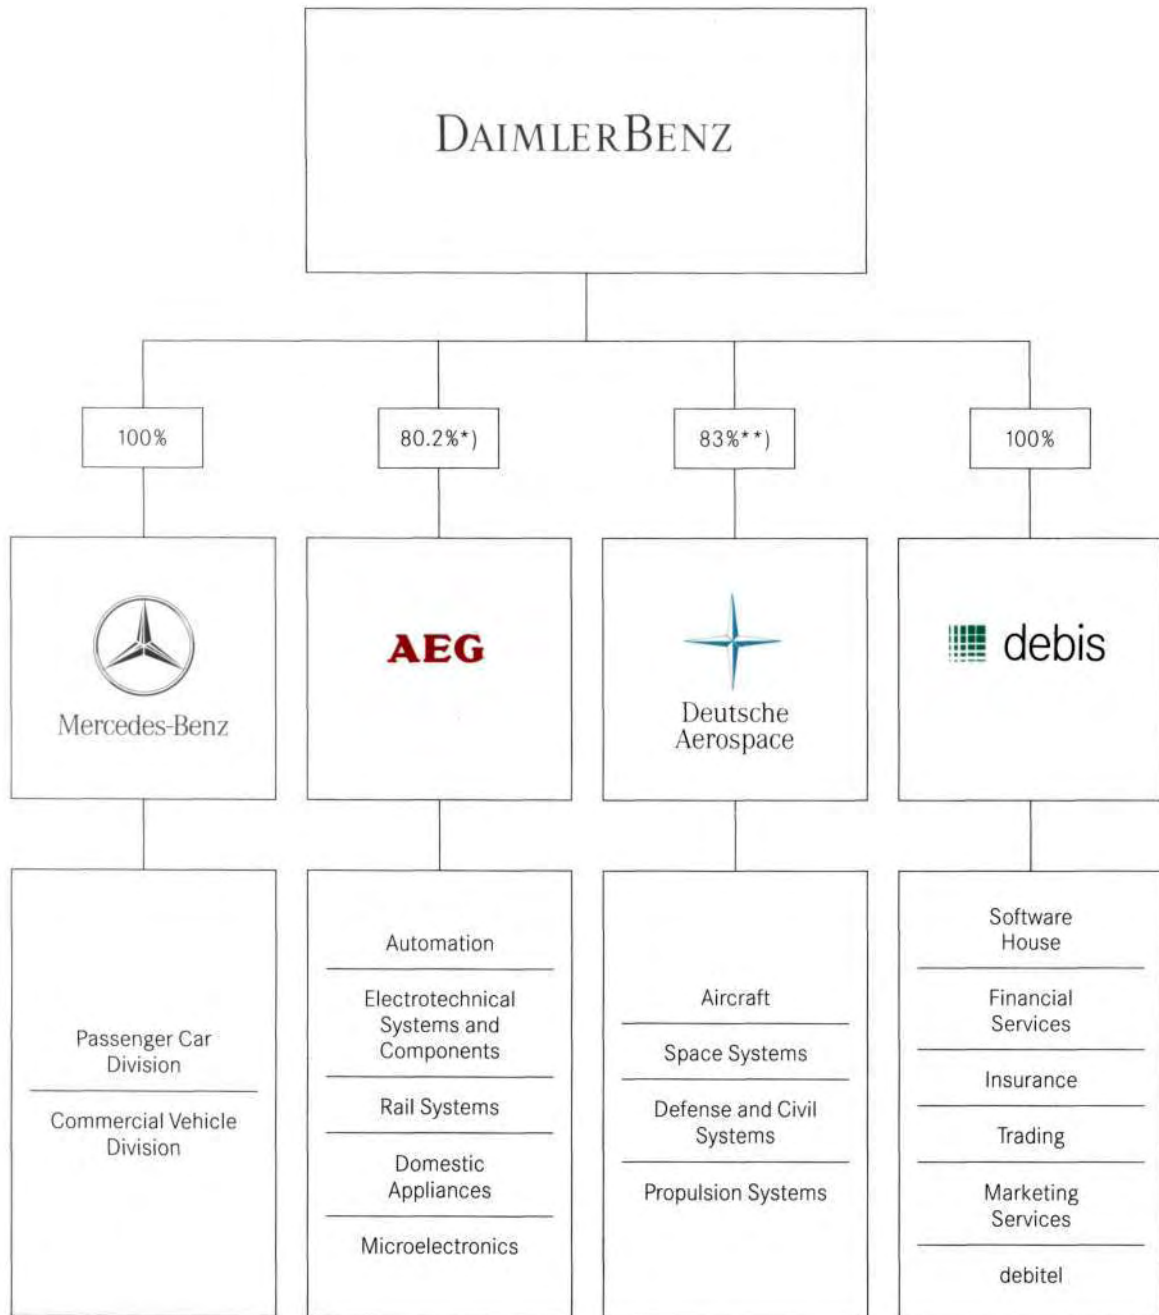 DAIMLERBENZ
100%
80.2%*)
83%**)
100%
Mercedes-Benz
AEG
Deutsche
Aerospace
debis
Passenger Car
Division
Commercial Vehicle
Division
Automation
Electrotechnical
Systems and
Components
Rail Systems
Domestic
Appliances
Microelectronics
Aircraft
Space Systems
Defense and Civil
Systems
Propulsion Systems
Software
House
Financial
Services
Insurance
Trading
Marketing
Services
debitel